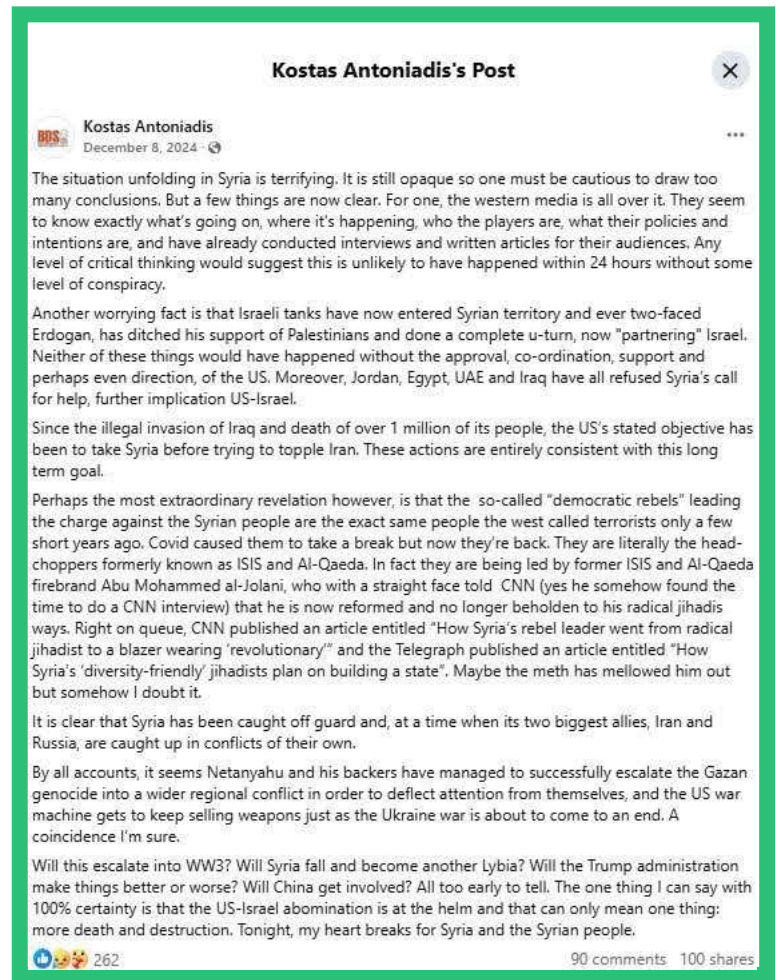 Kostas Antoniadis's Post
BDS
Kostas Antoniadis
December 8, 2024
The situation unfolding in Syria is terrifying. It is still opaque so one must be cautious to draw too
many conclusions. But a few things are now clear. For one, the western media is all over it. They seem
to know exactly what's going on, where it's happening, who the players are, what their policies and
intentions are, and have already conducted interviews and written articles for their audiences. Any
level of critical thinking would suggest this is unlikely to have happened within 24 hours without some
level of conspiracy.
Another worrying fact is that Israeli tanks have now entered Syrian territory and ever two-faced
Erdogan, has ditched his support of Palestinians and done a complete u-turn, now "partnering" Israel.
Neither of these things would have happened without the approval, co-ordination, support and
perhaps even direction, of the US. Moreover, Jordan, Egypt, UAE and Iraq have all refused Syria's call
for help, further implication US-Israel.
Since the illegal invasion of Iraq and death of over 1 million of its people, the US's stated objective has
been to take Syria before trying to topple Iran. These actions are entirely consistent with this long
term goal.
Perhaps the most extraordinary revelation however, is that the so-called "democratic rebels" leading
the charge against the Syrian people are the exact same people the west called terrorists only a few
short years ago. Covid caused them to take a break but now they're back. They are literally the head-
choppers formerly known as ISIS and Al-Qaeda. In fact they are being led by former ISIS and Al-Qaeda
firebrand Abu Mohammed al-Jolani, who with a straight face told CNN (yes he somehow found the
time to do a CNN interview) that he is now reformed and no longer beholden to his radical jihadis
ways. Right on queue, CNN published an article entitled "How Syria's rebel leader went from radical
jihadist to a blazer wearing 'revolutionary'" and the Telegraph published an article entitled "How
Syria's 'diversity-friendly' jihadists plan on building a state". Maybe the meth has mellowed him out
but somehow I doubt it.
It is clear that Syria has been caught off guard and, at a time when its two biggest allies, Iran and
Russia, are caught up in conflicts of their own.
By all accounts, it seems Netanyahu and his backers have managed to successfully escalate the Gazan
genocide into a wider regional conflict in order to deflect attention from themselves, and the US war
machine gets to keep selling weapons just as the Ukraine war is about to come to an end. A
coincidence I'm sure.
Will this escalate into WW3? Will Syria fall and become another Lybia? Will the Trump administration
make things better or worse? Will China get involved? All too early to tell. The one thing I can say with
100% certainty is that the US-Israel abomination is at the helm and that can only mean one thing:
more death and destruction. Tonight, my heart breaks for Syria and the Syrian people.
262
90 comments 100 shares